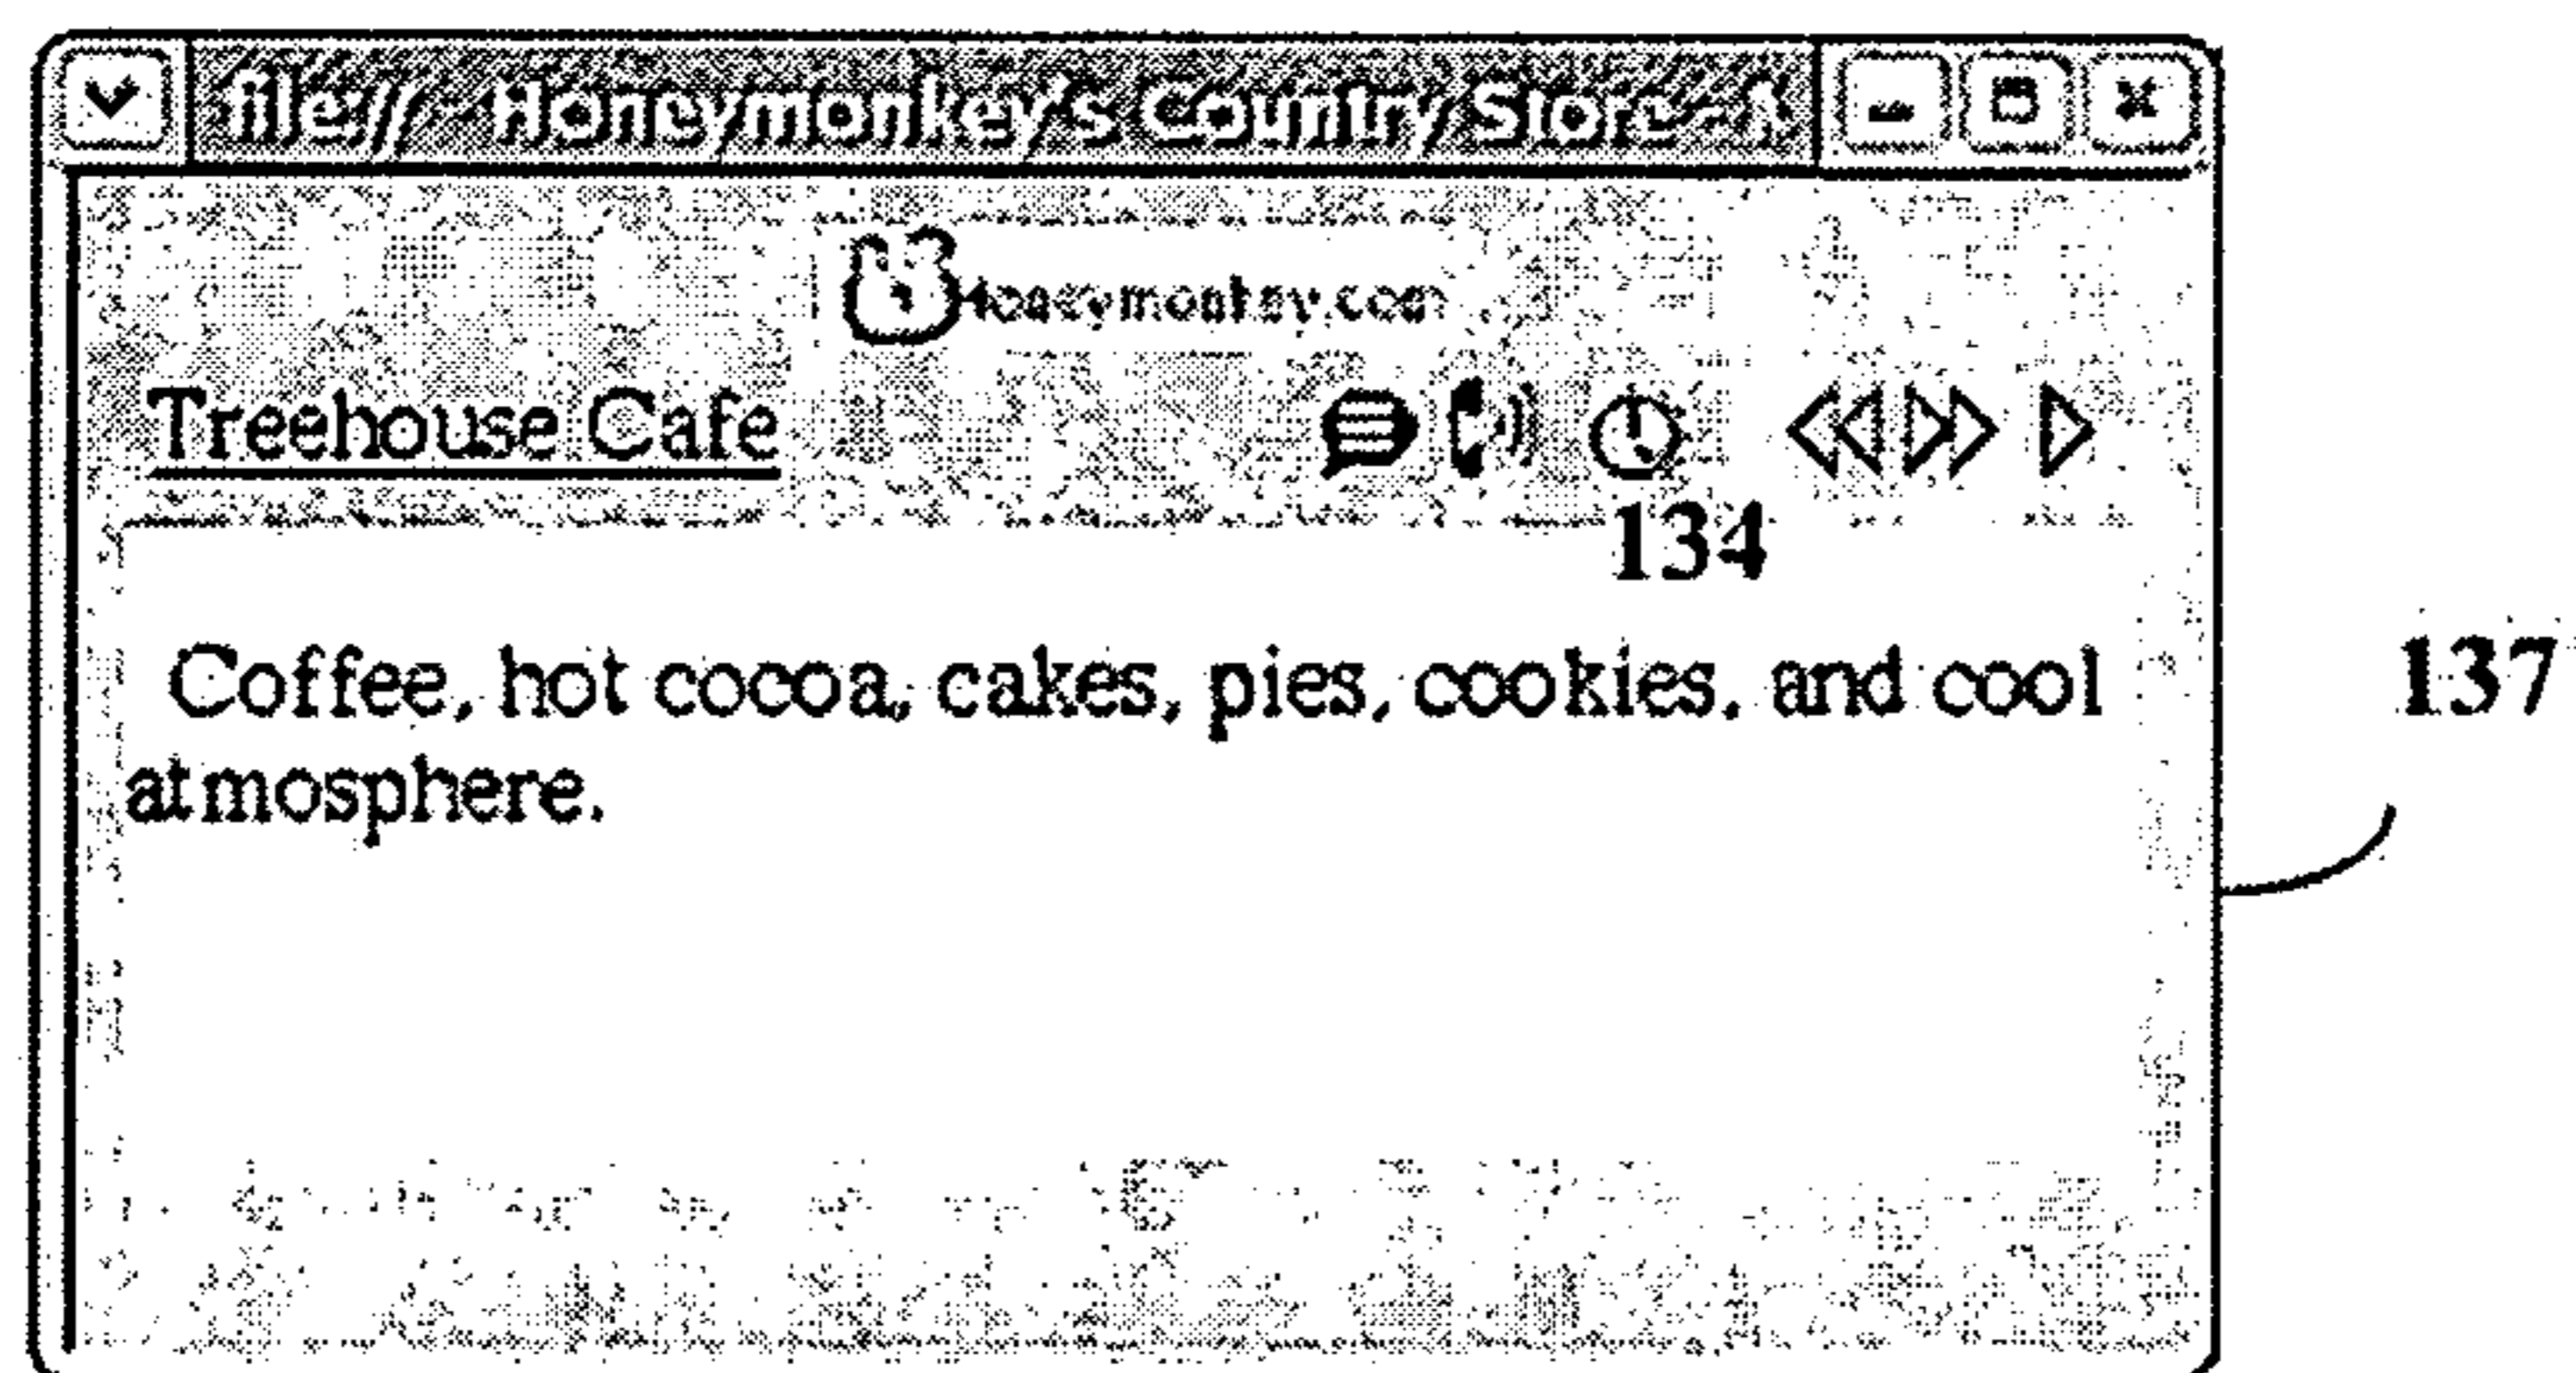 file:// - Honeymonkey's Country Store - K
Honeymonkey.com
Treehouse Cafe
134
Coffee, hot cocoa, cakes, pies, cookies, and cool
137
atmosphere.